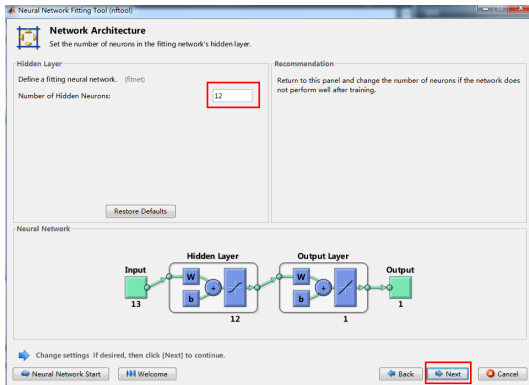 Neural Network Fitting Tool (nftool)
Network Architecture
Set the number of neurons in the fitting network's hidden layer.
Hidden Layer
Define a fitting neural network. (fitnet)
Number of Hidden Neurons: 12
Restore Defaults
Recommendation
Return to this panel and change the number of neurons if the network does
not perform well after training.
Neural Network
Hidden Layer Output Layer
Input Output
W W
+ +
b b
13 1
12 1
Change settings if desired, then click [Next] to continue.
Neural Network Start Welcome Back Next Cancel